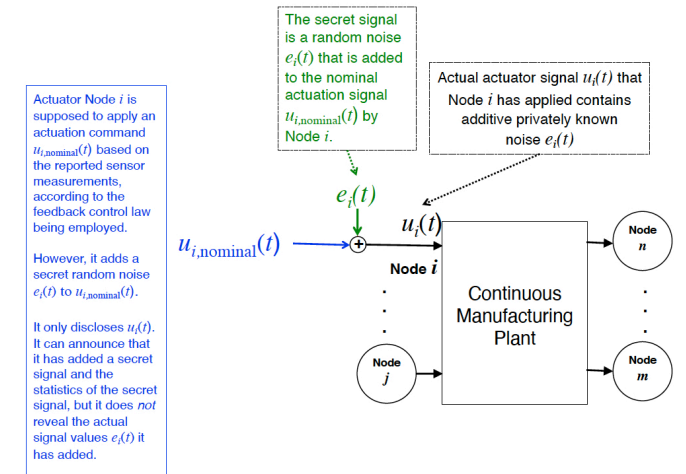 The secret signal
is a random noise
eᵢ(t) that is added
to the nominal
actuation signal
uᵢ,nominal(t) by
Node i.
Actual actuator signal uᵢ(t) that
Node i has applied contains
additive privately known
noise eᵢ(t)
Actuator Node i is
supposed to apply an
actuation command
uᵢ,nominal(t) based on
the reported sensor
measurements,
according to the
feedback control law
being employed.
However, it adds a
secret random noise
eᵢ(t) to uᵢ,nominal(t).
It only discloses uᵢ(t).
It can announce that
it has added a secret
signal and the
statistics of the secret
signal, but it does not
reveal the actual
signal values eᵢ(t) it
has added.
eᵢ(t)
uᵢ(t)
uᵢ,nominal(t)
+
Node i
Node
j
Continuous
Manufacturing
Plant
Node
n
Node
m